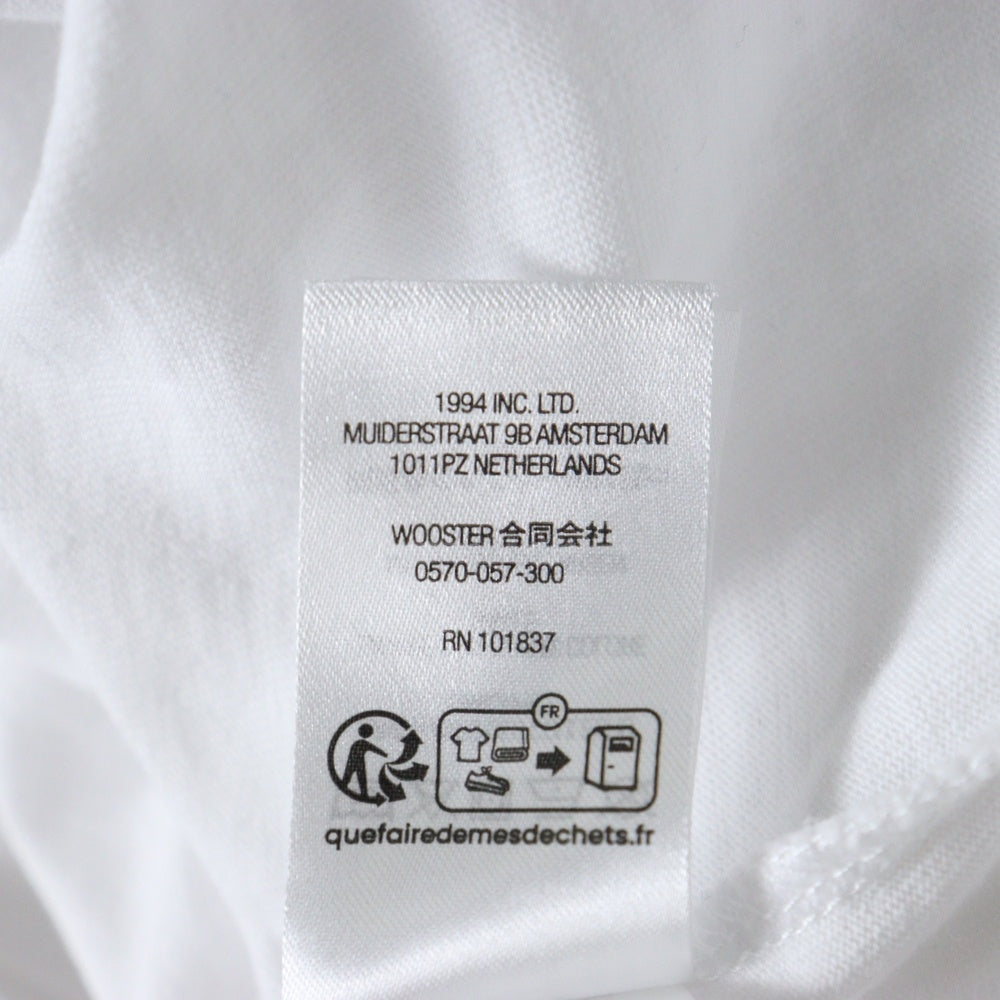 1994 INC. LTD.
MUIDERSTRAAT 9B AMSTERDAM
1011PZ NETHERLANDS
WOOSTER 合同会社
0570-057-300
RN 101837
FR
quefairedemesdechets.fr